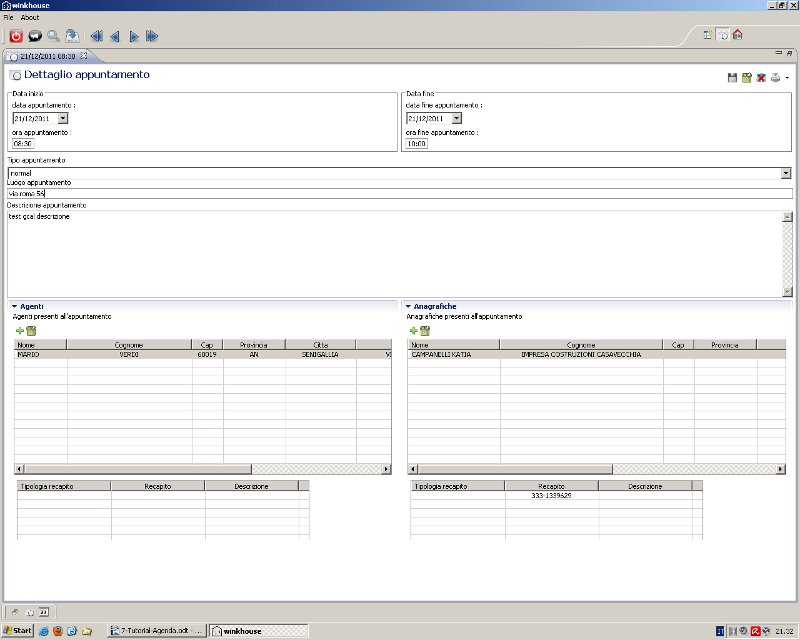 winkhouse
File About
21/12/2011 08:30
Dettaglio appuntamento
Data inizio
data appuntamento :
21/12/2011
ora appuntamento :
08:30
Data fine
data fine appuntamento :
21/12/2011
ora fine appuntamento :
10:00
Tipo appuntamento
normal
Luogo appuntamento
via roma 56
Descrizione appuntamento
test gcal descrizione
Agenti
Agenti presenti all'appuntamento
Nome Cognome Cap Provincia Citta
MARIO VERDI 60019 AN SENIGALLIA VI
Tipologia recapito Recapito Descrizione
Anagrafiche
Anagrafiche presenti all'appuntamento
Nome Cognome Cap Provincia
CAMPANELLI KATJA IMPRESA COSTRUZIONI CASAVECCHIA
Tipologia recapito Recapito Descrizione
333-1339629
Start 7-Tutorial-Agenda.odt - ... winkhouse IT 21.32